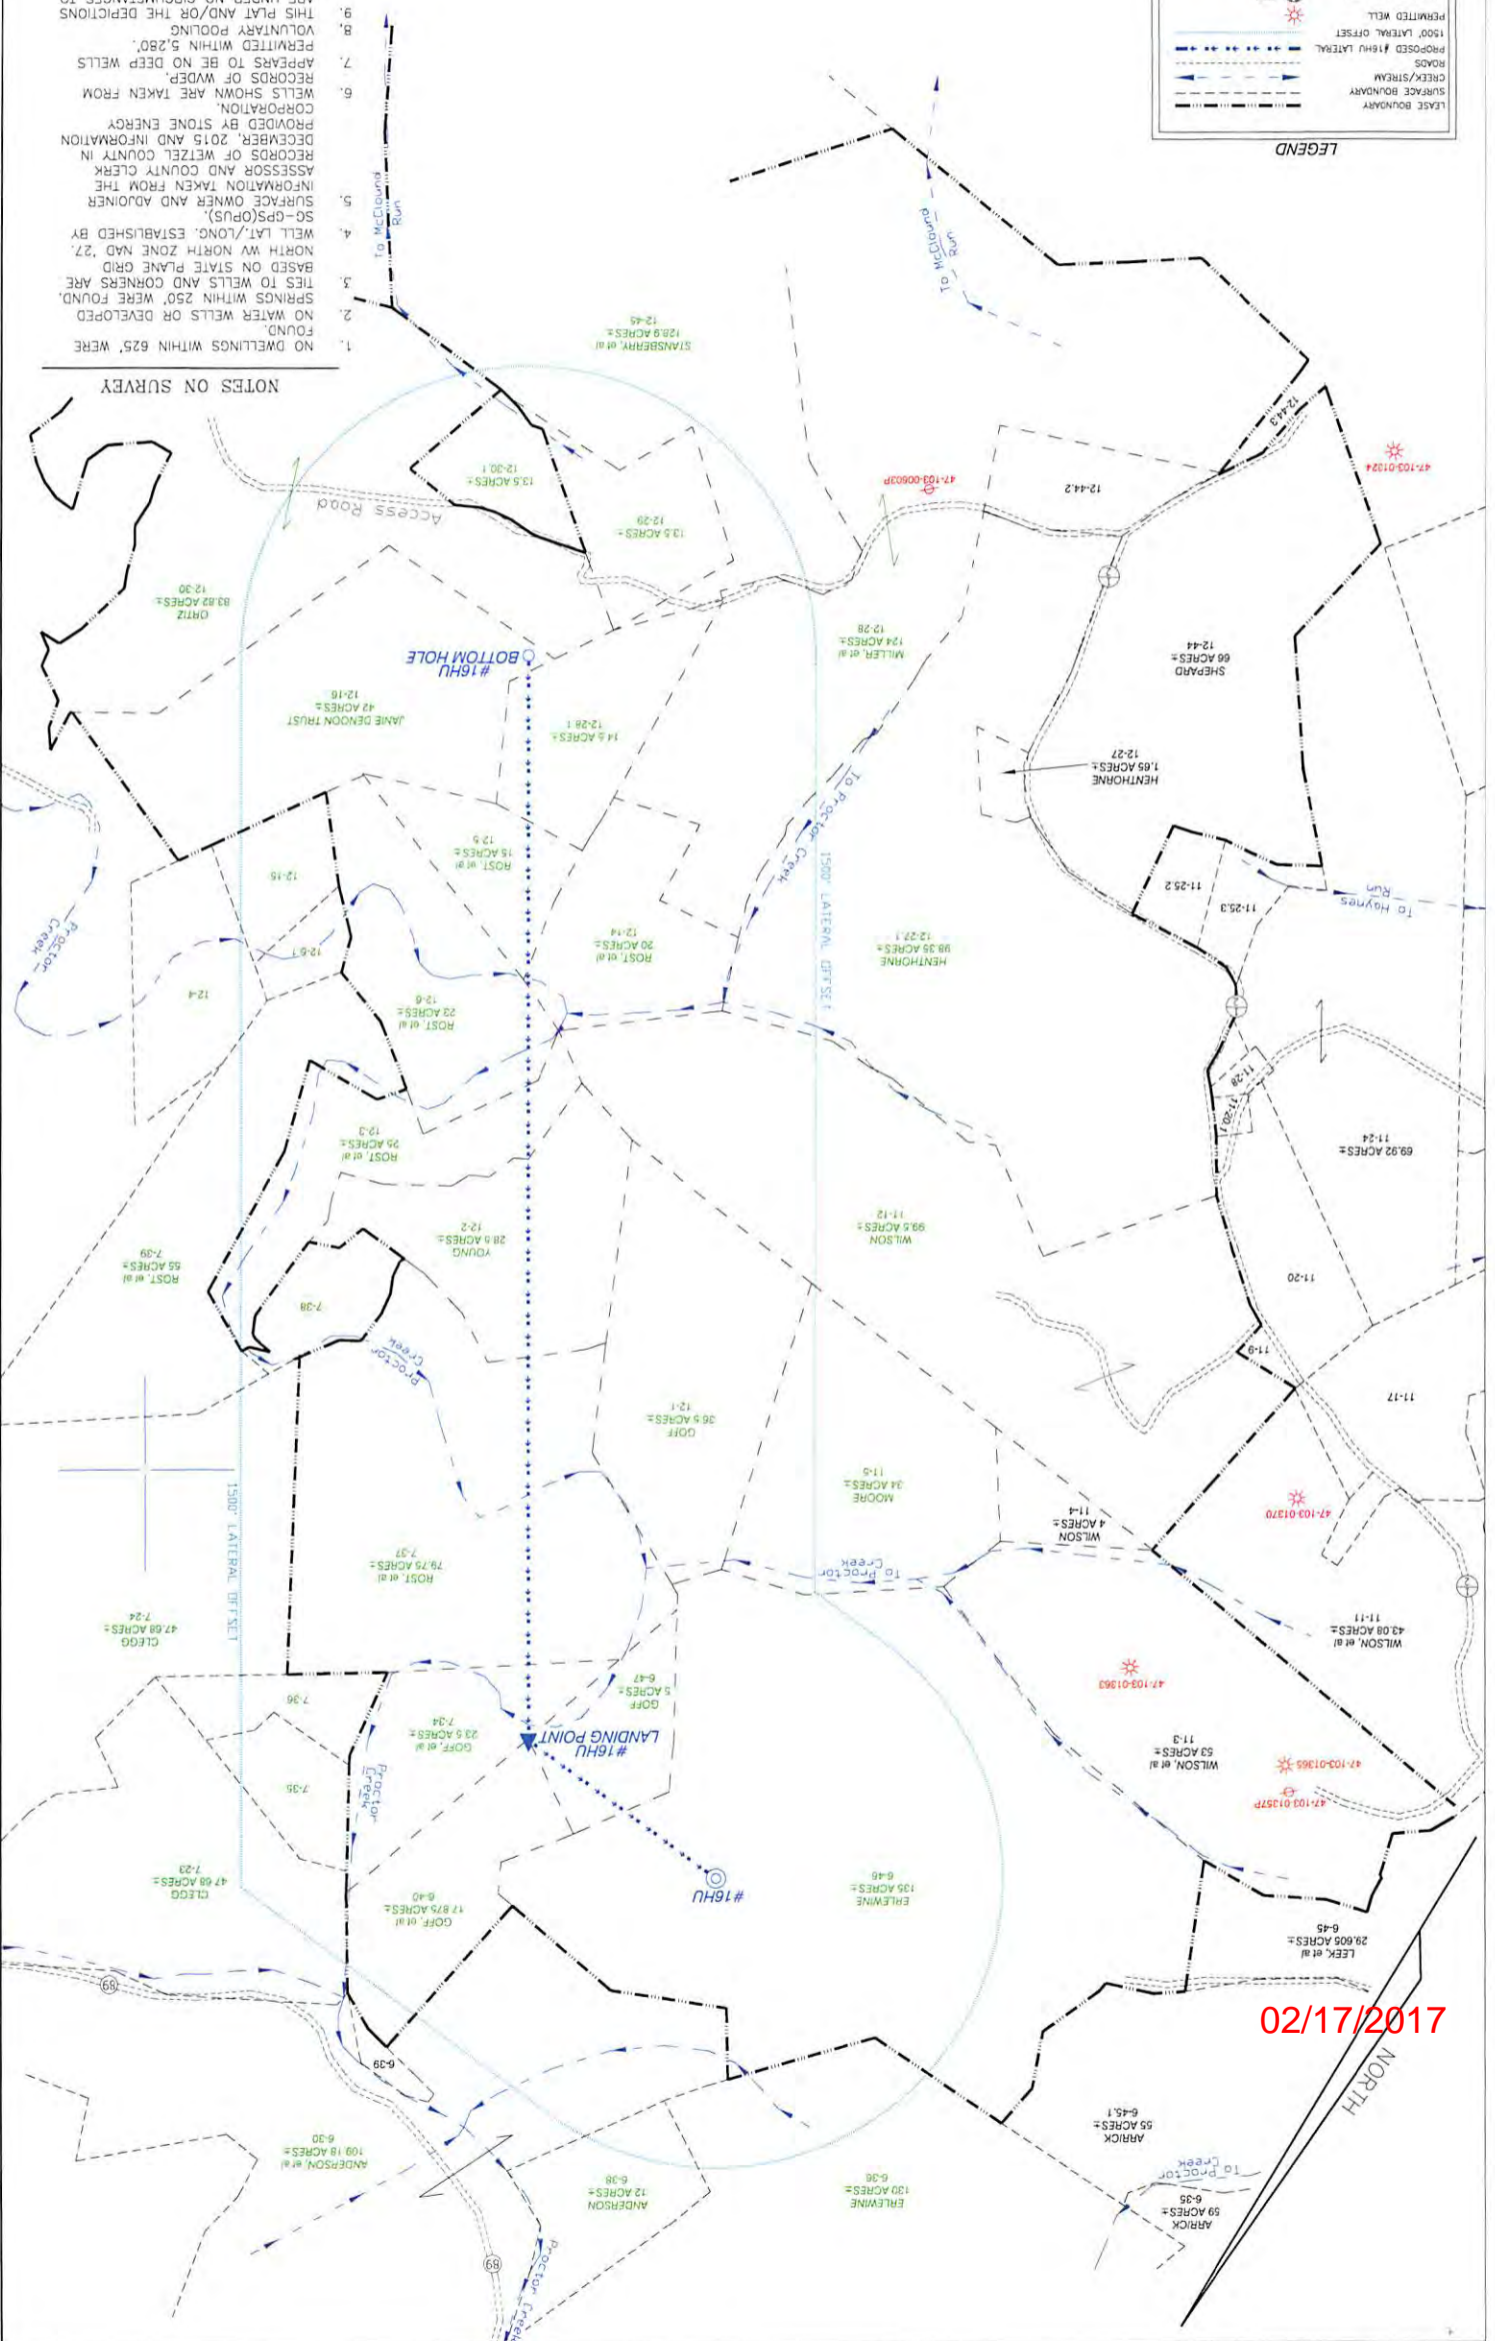 Proctor Creek
89
ARRICK
59 ACRES±
6-35
To Proctor
Creek
ERLEWINE
130 ACRES±
6-36
ANDERSON
12 ACRES±
6-38
ANDERSON, et al
109.18 ACRES±
6-30
ARRICK
55 ACRES±
6-45.1
NORTH
02/17/2017
6-39
89
LEEK, et al
29.605 ACRES±
6-45
ERLEWINE
135 ACRES±
6-46
#16HU
GOFF, et al
17.875 ACRES±
6-40
CLEGG
47.68 ACRES±
7-23
47-103-01357P
47-103-01365
WILSON, et al
53 ACRES±
11-3
47-103-01363
#16HU
LANDING POINT
GOFF
5 ACRES±
6-47
GOFF, et al
23.5 ACRES±
7-34
Proctor
Creek
7-35
7-36
WILSON, et al
43.08 ACRES±
11-11
CLEGG
47.68 ACRES±
7-24
To Proctor
Creek
ROST, et al
79.75 ACRES±
7-37
1500' LATERAL OFFSET
WILSON
4 ACRES±
11-4
47-103-01370
MOORE
34 ACRES±
11-5
GOFF
36.5 ACRES±
12-1
11-17
11-9
Proctor
Creek
7-38
11-20
WILSON
99.5 ACRES±
11-12
YOUNG
28.5 ACRES±
12-2
ROST, et al
55 ACRES±
7-39
69.92 ACRES±
11-24
11-20.1
11-28
ROST, et al
25 ACRES±
12-3
ROST, et al
23 ACRES±
12-6
12-4
12-6.1
Proctor
Creek
HENTHORNE
98.35 ACRES±
12-27.1
1500' LATERAL OFFSET
ROST, et al
20 ACRES±
12-14
To Haynes
Run
11-25.3
11-25.2
12-15
ROST, et al
15 ACRES±
12-5
To Proctor Creek
HENTHORNE
1.65 ACRES±
12-27
14.5 ACRES±
12-28.1
JANIE DENOON TRUST
42 ACRES±
12-16
SHEPARD
66 ACRES±
12-44
MILLER, et al
124 ACRES±
12-28
#16HU
BOTTOM HOLE
ORTIZ
83.82 ACRES±
12-30
13.5 ACRES±
12-29
Access Road
12-44.2
47-103-00603P
13.5 ACRES±
12-30.1
47-103-01324
12-44.3
STANSBERRY, et al
128.9 ACRES±
12-45
To McClound
Run
To McClound
Run
NOTES ON SURVEY
1. NO DWELLINGS WITHIN 625' WERE
FOUND.
2. NO WATER WELLS OR DEVELOPED
SPRINGS WITHIN 250' WERE FOUND.
3. TIES TO WELLS AND CORNERS ARE
BASED ON STATE PLANE GRID
NORTH WV NORTH ZONE NAD '27.
4. WELL LAT./LONG. ESTABLISHED BY
SG-GPS(OPUS).
5. SURFACE OWNER AND ADJOINER
INFORMATION TAKEN FROM THE
ASSESSOR AND COUNTY CLERK
RECORDS OF WETZEL COUNTY IN
DECEMBER, 2015 AND INFORMATION
PROVIDED BY STONE ENERGY
CORPORATION.
6. WELLS SHOWN ARE TAKEN FROM
RECORDS OF WVDEP.
7. APPEARS TO BE NO DEEP WELLS
PERMITTED WITHIN 5,280'.
8. VOLUNTARY POOLING
9. THIS PLAT AND/OR THE DEPICTIONS
ARE UNDER NO CIRCUMSTANCES TO
LEGEND
LEASE BOUNDARY
SURFACE BOUNDARY
CREEK/STREAM
ROADS
PROPOSED #16HU LATERAL
1500' LATERAL OFFSET
PERMITTED WELL